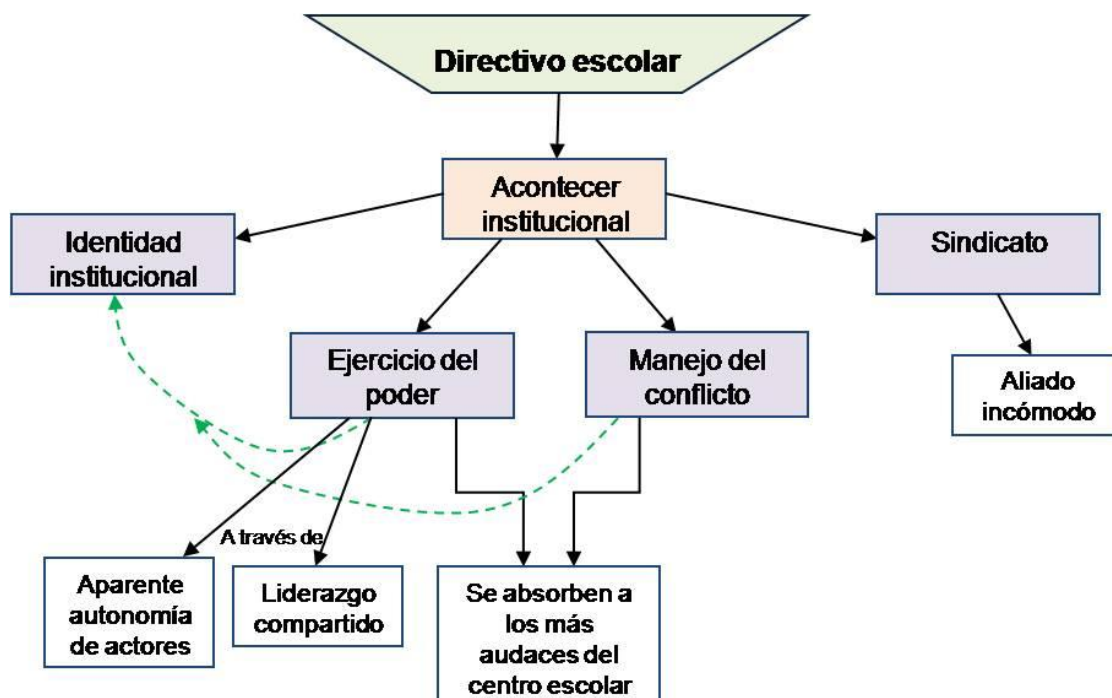 Directivo escolar
Acontecer
institucional
Identidad
institucional
Sindicato
Ejercicio del
poder
Manejo del
conflicto
Aliado
incómodo
A través de
Aparente
autonomía
de actores
Liderazgo
compartido
Se absorben a
los más
audaces del
centro escolar